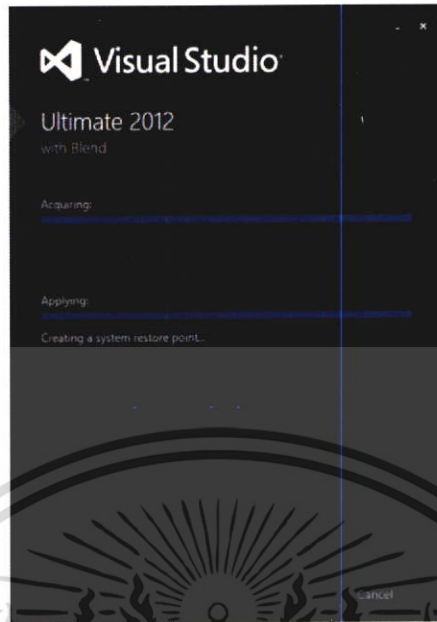 Visual Studio
Ultimate 2012
with Blend
Acquiring:
Applying:
Creating a system restore point...
Cancel